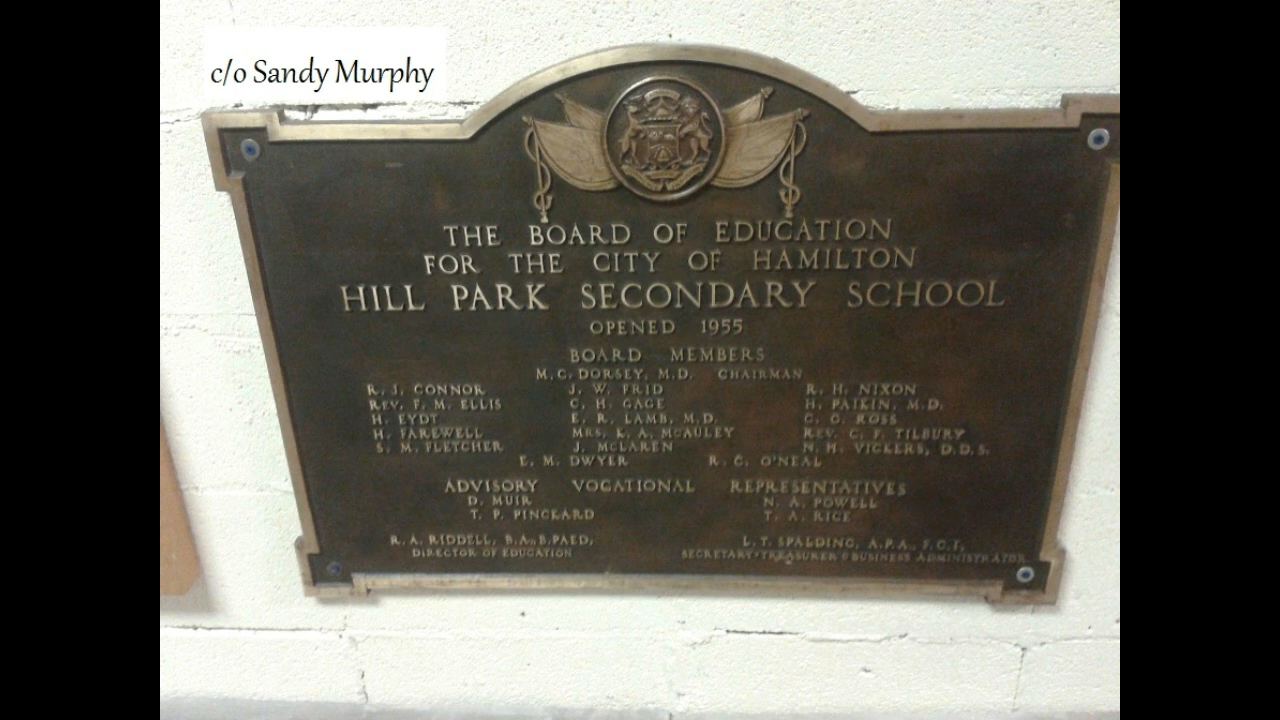 c/o Sandy Murphy
THE BOARD OF EDUCATION
FOR THE CITY OF HAMILTON
HILL PARK SECONDARY SCHOOL
OPENED 1955
BOARD MEMBERS
M. C. DORSEY, M.D. CHAIRMAN
R. J. CONNOR J. W. FRID R. H. NIXON
REV. F. M. ELLIS C. H. GAGE H. PAIKIN, M.D.
H. EYDT E. R. LAMB, M.D. C. C. ROSS
H. FAREWELL MRS. K. A. McAULEY REV. C. F. TILBURY
S. M. FLETCHER J. McLAREN N. H. VICKERS, D.D.S.
E. M. DWYER R. C. O'NEAL
ADVISORY VOCATIONAL REPRESENTATIVES
D. MUIR N. A. POWELL
T. P. PINCKARD T. A. RICE
R. A. RIDDELL, B.A., B.PAED, L. T. SPALDING, A.P.A., F.C.I,
DIRECTOR OF EDUCATION SECRETARY-TREASURER & BUSINESS ADMINISTRATOR